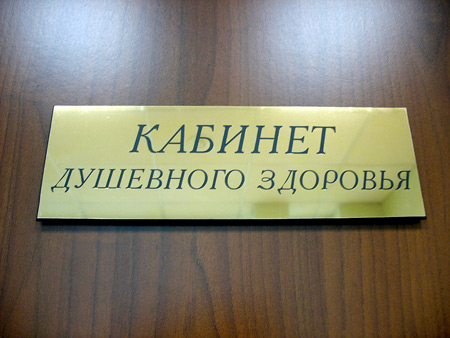 КАБИНЕТ
ДУШЕВНОГО ЗДОРОВЬЯ